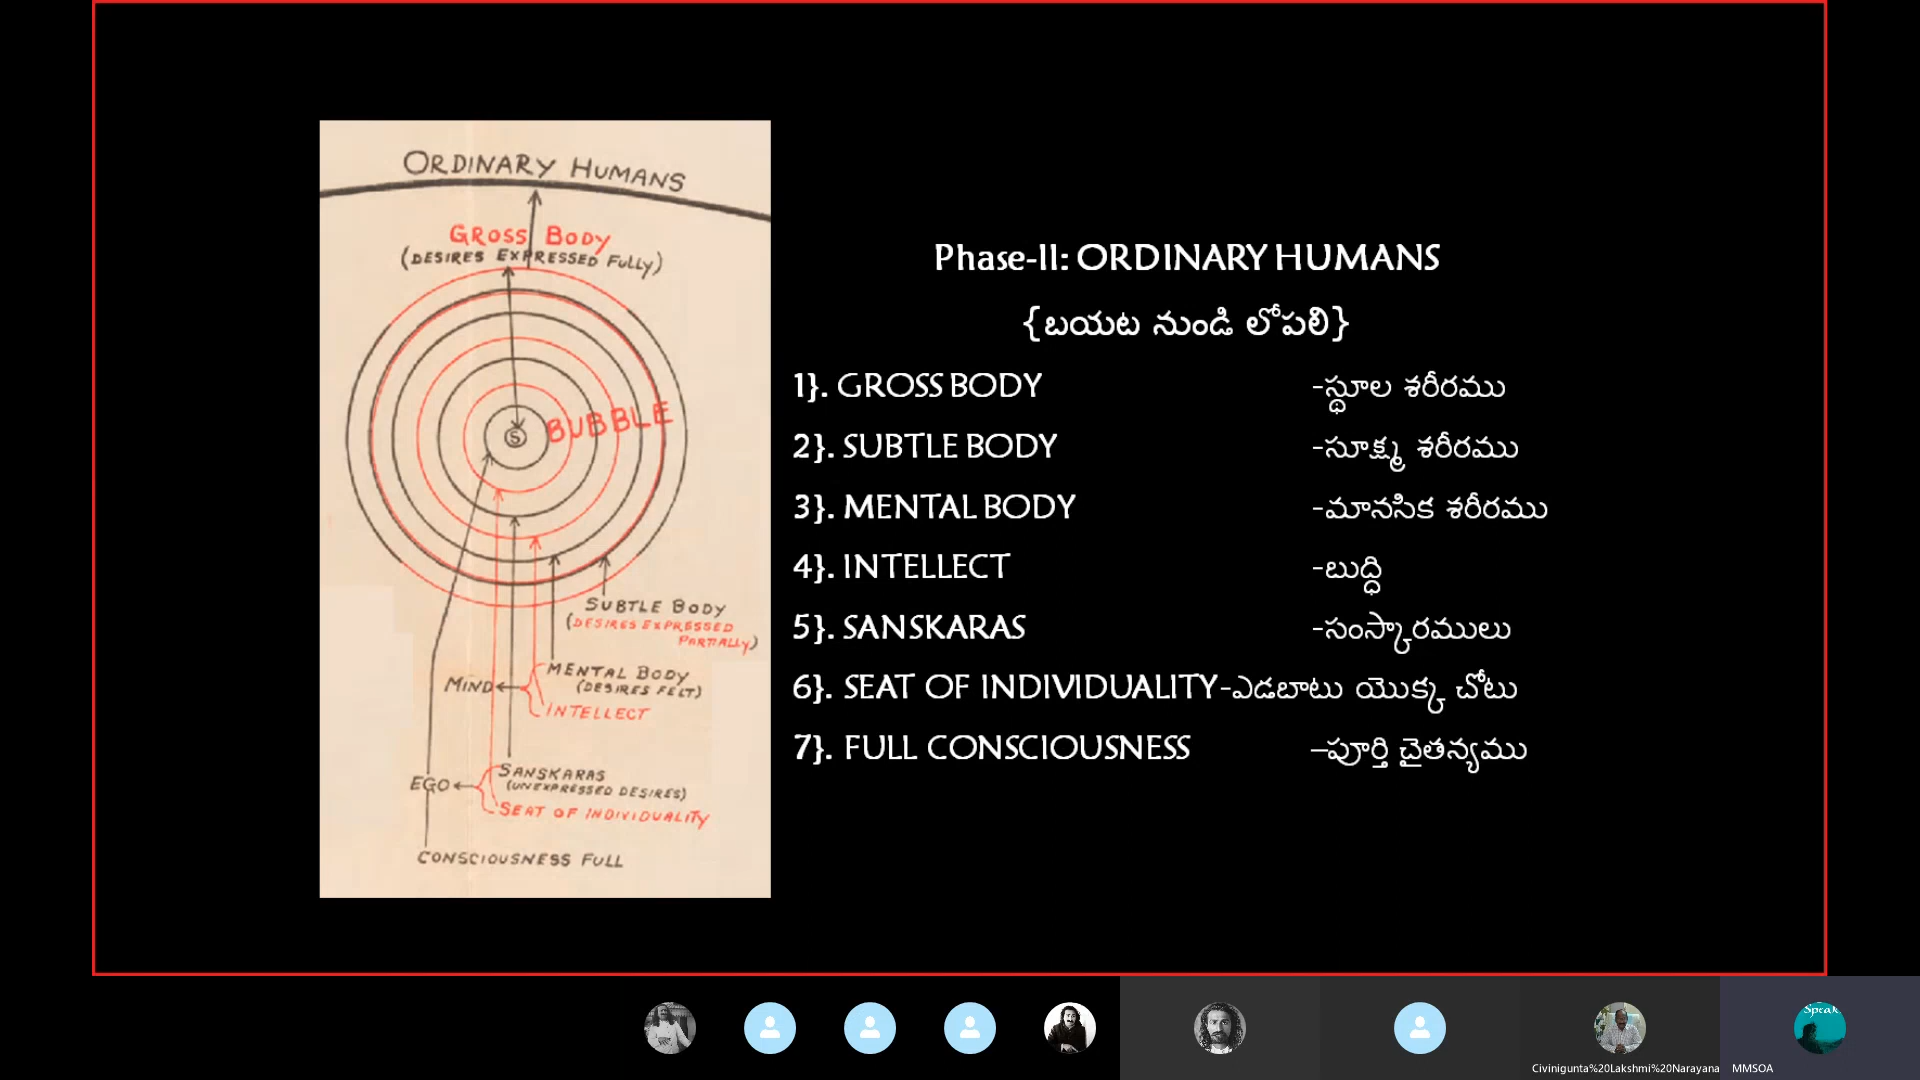 ORDINARY HUMANS
GROSS BODY
(DESIRES EXPRESSED FULLY)
BUBBLE
S
SUBTLE BODY
(DESIRES EXPRESSED
PARTIALLY)
MENTAL BODY
(DESIRES FELT)
MIND
INTELLECT
SANSKARAS
(UNEXPRESSED DESIRES)
EGO
SEAT OF INDIVIDUALITY
CONSCIOUSNESS FULL
Phase-II: ORDINARY HUMANS
{బయట నుండి లోపలి}
1}. GROSS BODY -స్థూల శరీరము
2}. SUBTLE BODY -సూక్ష్మ శరీరము
3}. MENTAL BODY -మానసిక శరీరము
4}. INTELLECT -బుద్ధి
5}. SANSKARAS -సంస్కారములు
6}. SEAT OF INDIVIDUALITY-ఎడబాటు యొక్క చోటు
7}. FULL CONSCIOUSNESS –పూర్తి చైతన్యము
Speak
Civinigunta%20Lakshmi%20Narayana
MMSOA